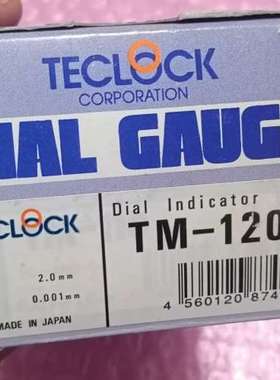 TECLOCK
CORPORATION
IAL GAUG
CLOCK
Dial Indicator
TM-120
2.0mm
0.001mm
MADE IN JAPAN
4 560120 874